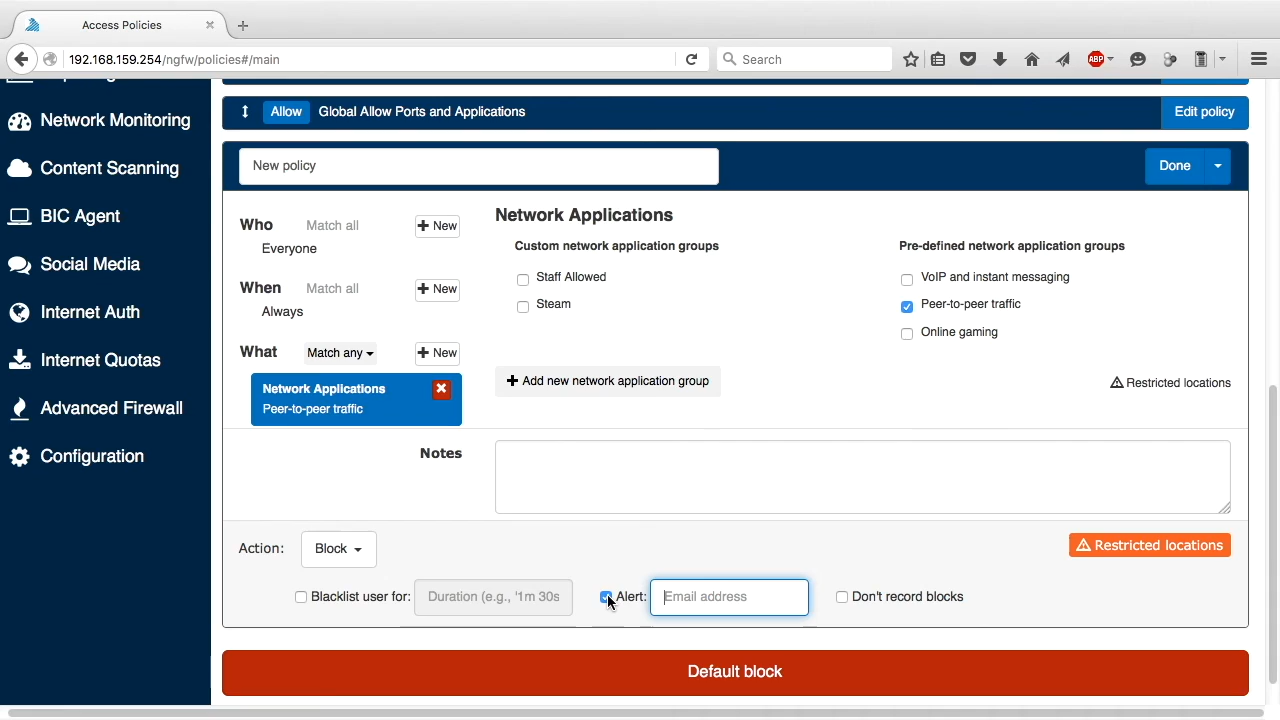 Access Policies
192.168.159.254/ngfw/policies#/main
Search
ABP
Network Monitoring
Content Scanning
BIC Agent
Social Media
Internet Auth
Internet Quotas
Advanced Firewall
Configuration
Allow Global Allow Ports and Applications Edit policy
New policy Done
Who Match all New
Everyone
When Match all New
Always
What Match any New
Network Applications
Peer-to-peer traffic
Network Applications
Custom network application groups
Staff Allowed
Steam
Add new network application group
Pre-defined network application groups
VoIP and instant messaging
Peer-to-peer traffic
Online gaming
Restricted locations
Notes
Action: Block Restricted locations
Blacklist user for: Duration (e.g., '1m 30s Alert: Email address Don't record blocks
Default block